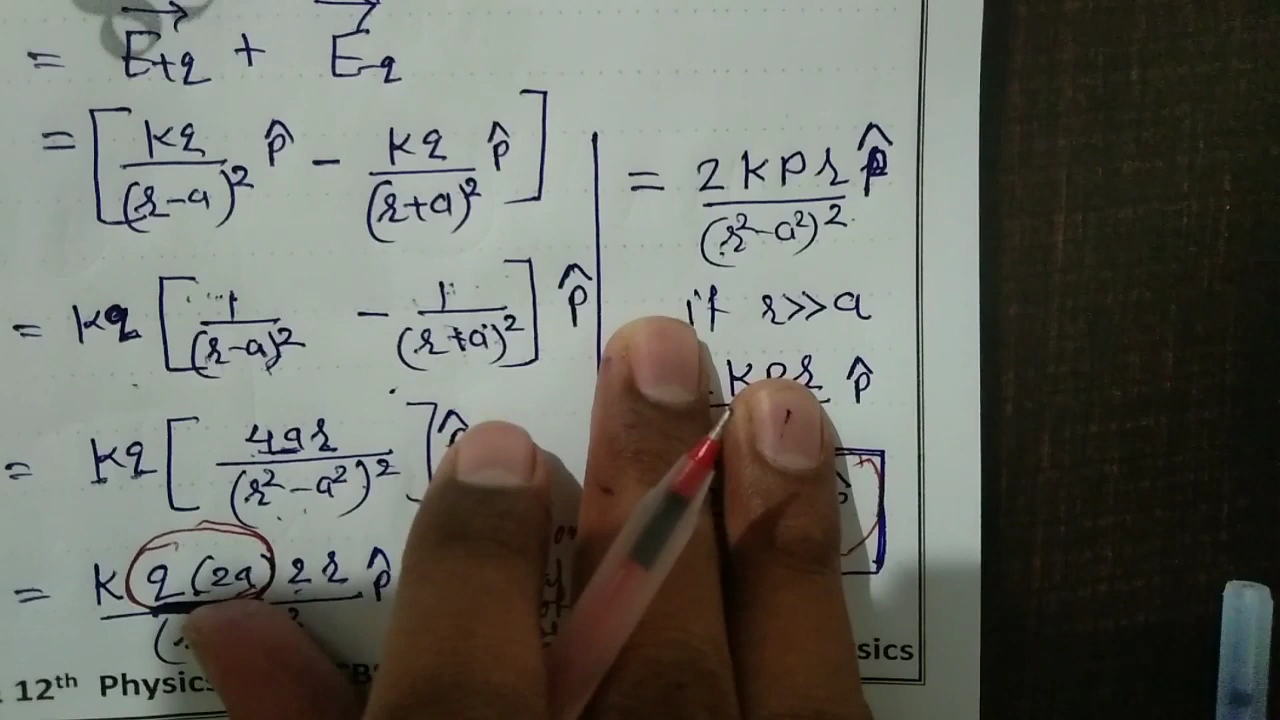 = E+q + E-q
= [ kq/(r-a)² p̂ - kq/(r+a)² p̂ ]
= kq [ 1/(r-a)² - 1/(r+a)² ] p̂
= kq [ 4ar/(r²-a²)² ]
= k q (2a) 2r p̂
= 2kpr p̂/(r²-a²)²
if r>>a
kpr p̂
12th Physics
sics